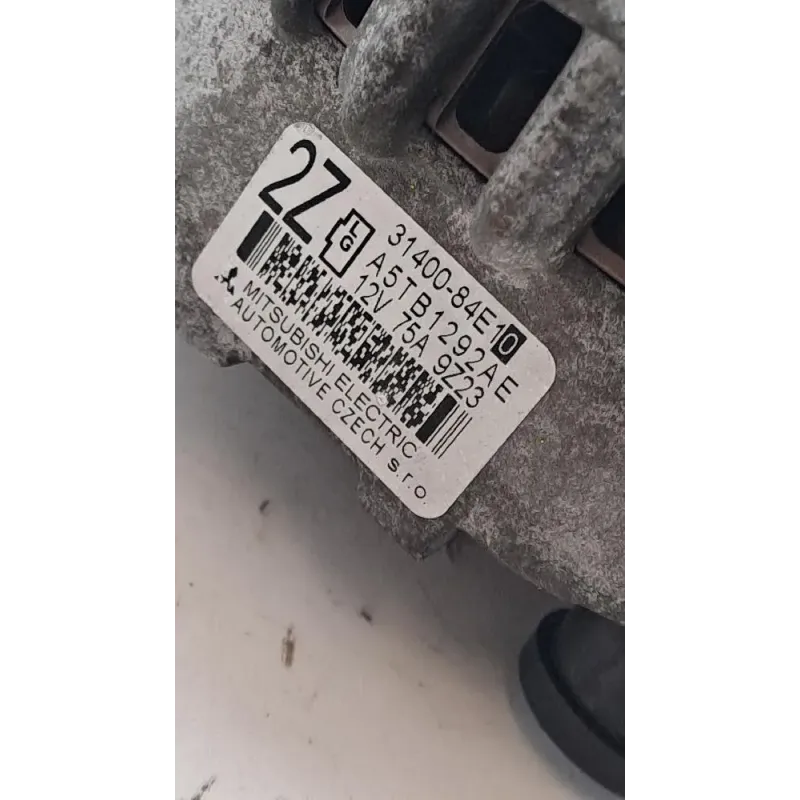 2Z
LG
31400-84E10
A5TB1292AE
12V 75A 9Z23
MITSUBISHI ELECTRIC
AUTOMOTIVE CZECH s.r.o.